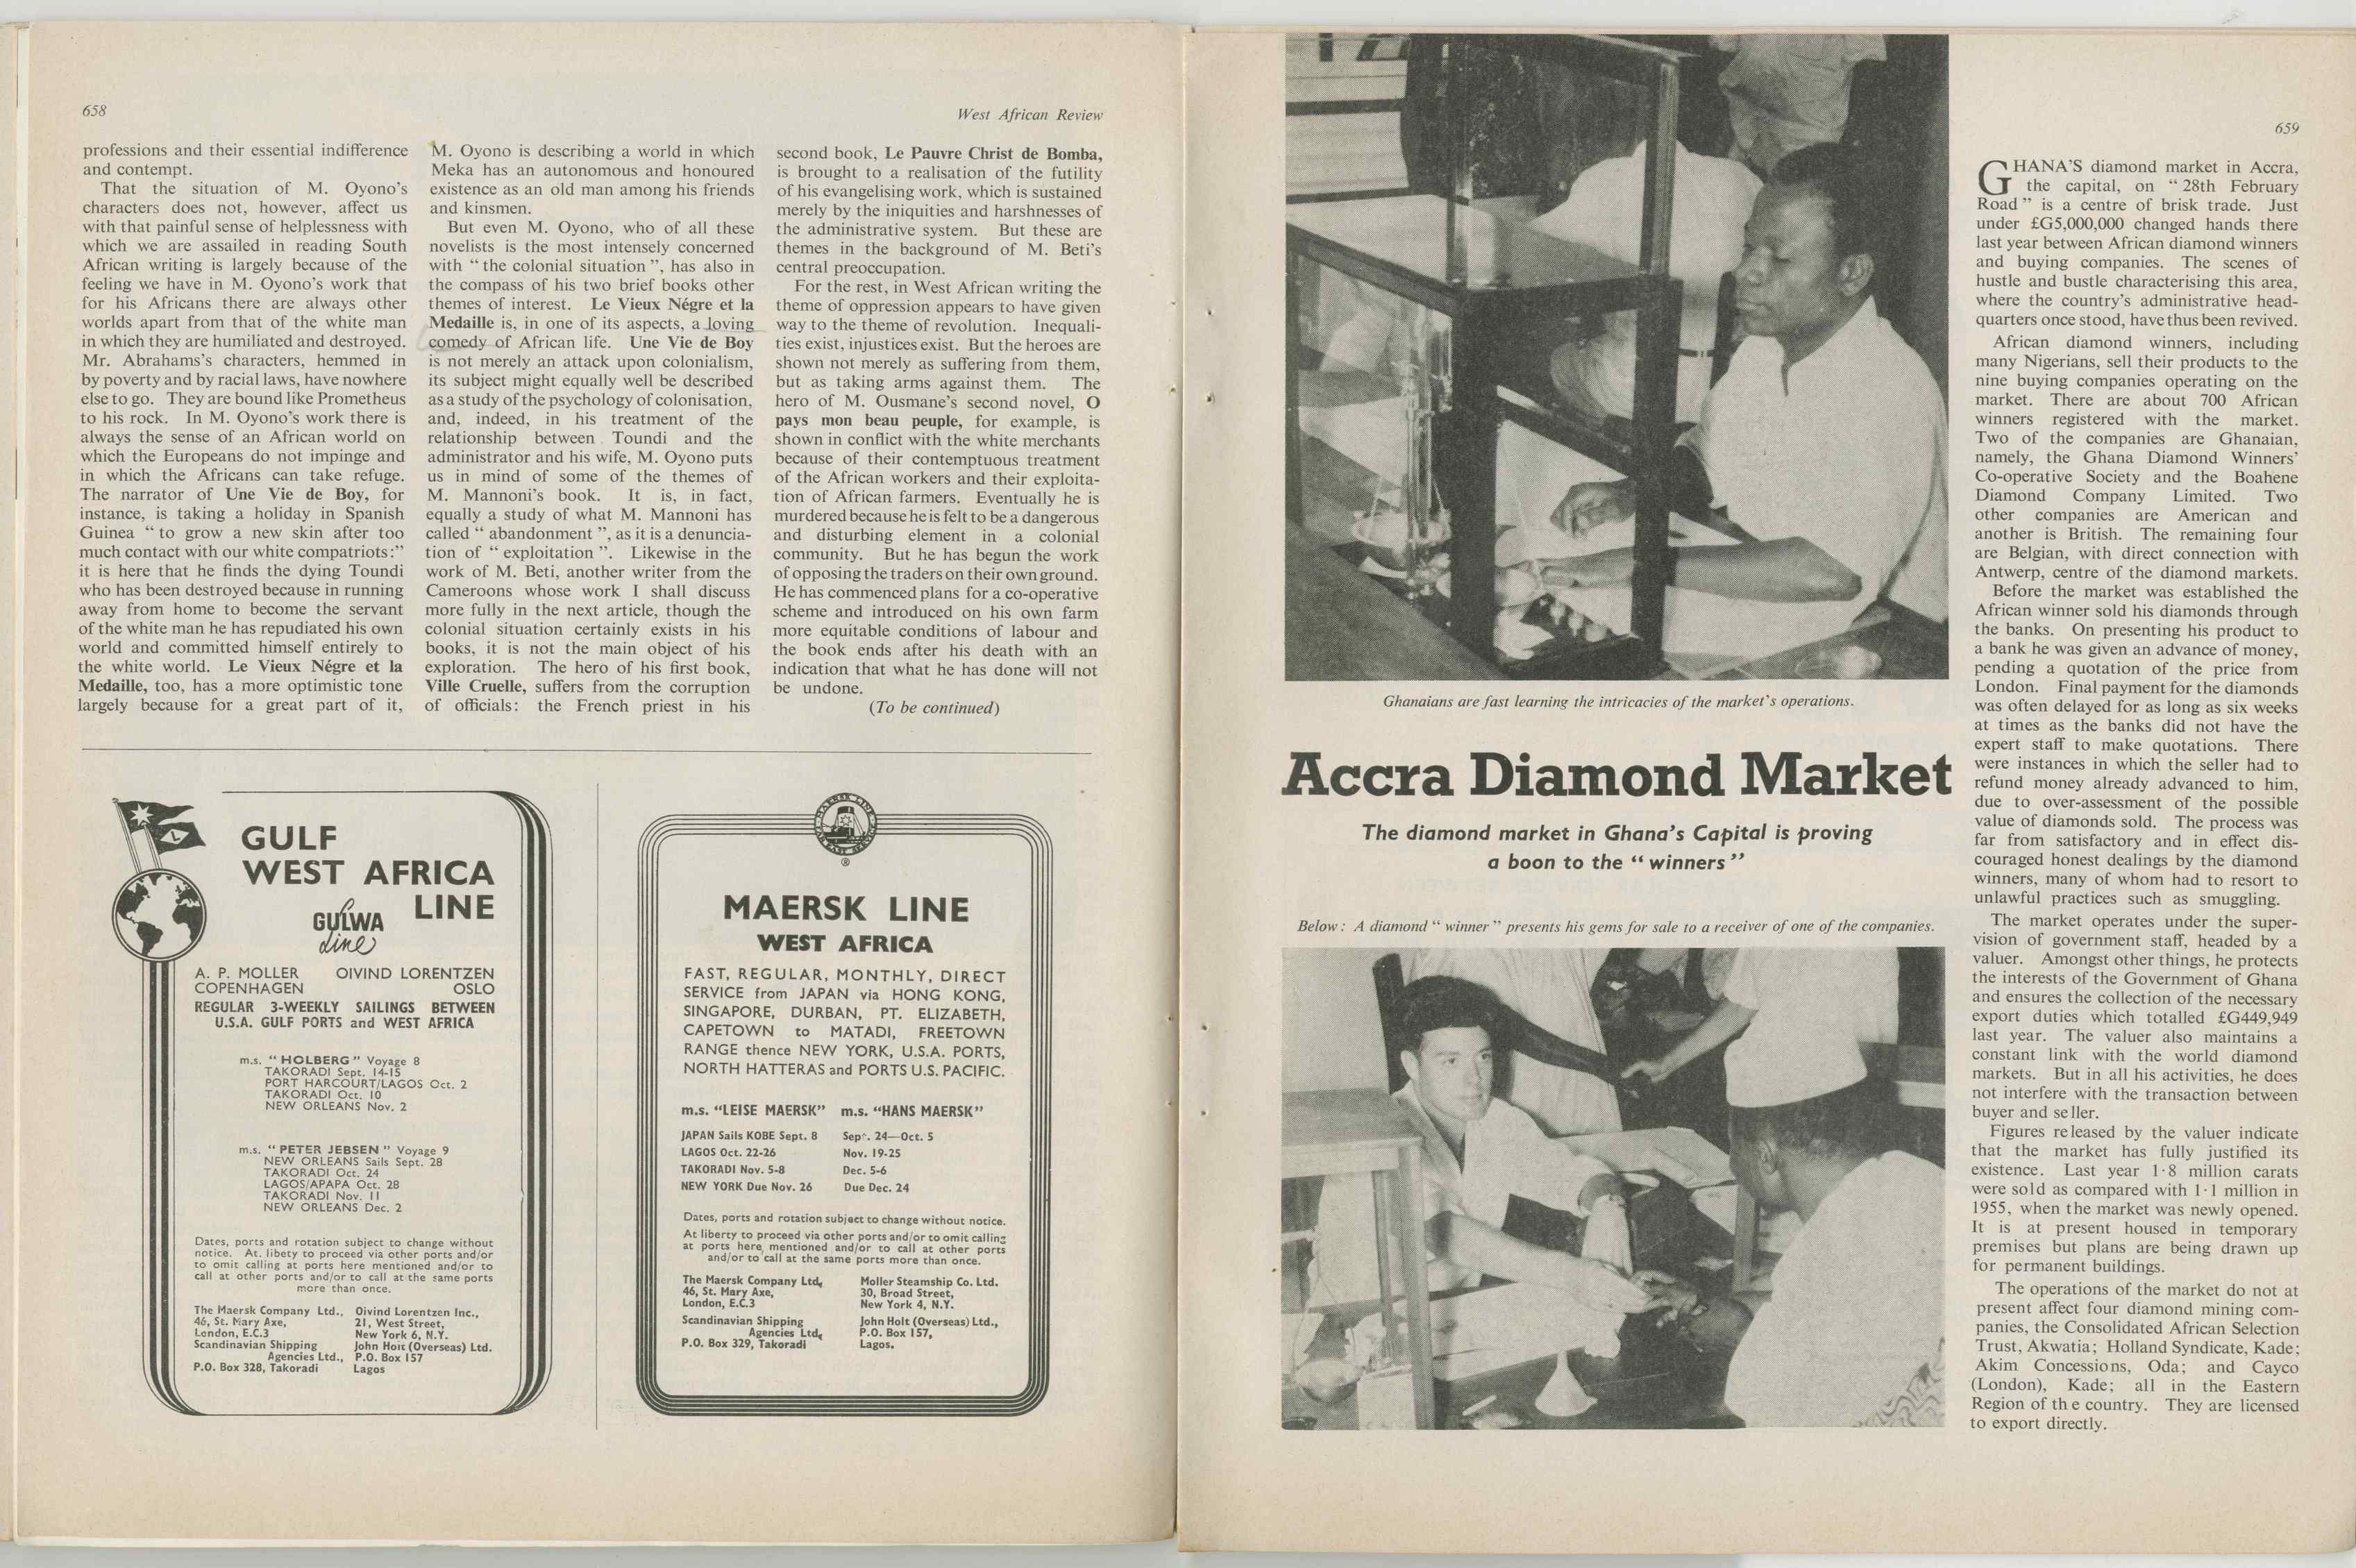 658
West African Review
professions and their essential indifference
and contempt.
That the situation of M. Oyono's
characters does not, however, affect us
with that painful sense of helplessness with
which we are assailed in reading South
African writing is largely because of the
feeling we have in M. Oyono's work that
for his Africans there are always other
worlds apart from that of the white man
in which they are humiliated and destroyed.
Mr. Abrahams's characters, hemmed in
by poverty and by racial laws, have nowhere
else to go. They are bound like Prometheus
to his rock. In M. Oyono's work there is
always the sense of an African world on
which the Europeans do not impinge and
in which the Africans can take refuge.
The narrator of Une Vie de Boy, for
instance, is taking a holiday in Spanish
Guinea “ to grow a new skin after too
much contact with our white compatriots:”
it is here that he finds the dying Toundi
who has been destroyed because in running
away from home to become the servant
of the white man he has repudiated his own
world and committed himself entirely to
the white world. Le Vieux Négre et la
Medaille, too, has a more optimistic tone
largely because for a great part of it,
M. Oyono is describing a world in which
Meka has an autonomous and honoured
existence as an old man among his friends
and kinsmen.
But even M. Oyono, who of all these
novelists is the most intensely concerned
with “ the colonial situation ”, has also in
the compass of his two brief books other
themes of interest. Le Vieux Négre et la
Medaille is, in one of its aspects, a loving
comedy of African life. Une Vie de Boy
is not merely an attack upon colonialism,
its subject might equally well be described
as a study of the psychology of colonisation,
and, indeed, in his treatment of the
relationship between Toundi and the
administrator and his wife, M. Oyono puts
us in mind of some of the themes of
M. Mannoni's book. It is, in fact,
equally a study of what M. Mannoni has
called “ abandonment ”, as it is a denuncia-
tion of “ exploitation ”. Likewise in the
work of M. Beti, another writer from the
Cameroons whose work I shall discuss
more fully in the next article, though the
colonial situation certainly exists in his
books, it is not the main object of his
exploration. The hero of his first book,
Ville Cruelle, suffers from the corruption
of officials: the French priest in his
second book, Le Pauvre Christ de Bomba,
is brought to a realisation of the futility
of his evangelising work, which is sustained
merely by the iniquities and harshnesses of
the administrative system. But these are
themes in the background of M. Beti's
central preoccupation.
For the rest, in West African writing the
theme of oppression appears to have given
way to the theme of revolution. Inequali-
ties exist, injustices exist. But the heroes are
shown not merely as suffering from them,
but as taking arms against them. The
hero of M. Ousmane's second novel, O
pays mon beau peuple, for example, is
shown in conflict with the white merchants
because of their contemptuous treatment
of the African workers and their exploita-
tion of African farmers. Eventually he is
murdered because he is felt to be a dangerous
and disturbing element in a colonial
community. But he has begun the work
of opposing the traders on their own ground.
He has commenced plans for a co-operative
scheme and introduced on his own farm
more equitable conditions of labour and
the book ends after his death with an
indication that what he has done will not
be undone.
(To be continued)
L
GULF
WEST AFRICA
LINE
GULWA
Line
A. P. MOLLER OIVIND LORENTZEN
COPENHAGEN OSLO
REGULAR 3-WEEKLY SAILINGS BETWEEN
U.S.A. GULF PORTS and WEST AFRICA
m.s. “ HOLBERG ” Voyage 8
TAKORADI Sept. 14-15
PORT HARCOURT/LAGOS Oct. 2
TAKORADI Oct. 10
NEW ORLEANS Nov. 2
m.s. “ PETER JEBSEN ” Voyage 9
NEW ORLEANS Sails Sept. 28
TAKORADI Oct. 24
LAGOS/APAPA Oct. 28
TAKORADI Nov. 11
NEW ORLEANS Dec. 2
Dates, ports and rotation subject to change without
notice. At. libety to proceed via other ports and/or
to omit calling at ports here mentioned and/or to
call at other ports and/or to call at the same ports
more than once.
The Maersk Company Ltd., Oivind Lorentzen Inc.,
46, St. Mary Axe, 21, West Street,
London, E.C.3 New York 6, N.Y.
Scandinavian Shipping John Holt (Overseas) Ltd.
Agencies Ltd., P.O. Box 157
P.O. Box 328, Takoradi Lagos
MAERSK LINE
®
MAERSK LINE
WEST AFRICA
FAST, REGULAR, MONTHLY, DIRECT
SERVICE from JAPAN via HONG KONG,
SINGAPORE, DURBAN, PT. ELIZABETH,
CAPETOWN to MATADI, FREETOWN
RANGE thence NEW YORK, U.S.A. PORTS,
NORTH HATTERAS and PORTS U.S. PACIFIC.
m.s. “LEISE MAERSK” m.s. “HANS MAERSK”
JAPAN Sails KOBE Sept. 8 Sept. 24—Oct. 5
LAGOS Oct. 22-26 Nov. 19-25
TAKORADI Nov. 5-8 Dec. 5-6
NEW YORK Due Nov. 26 Due Dec. 24
Dates, ports and rotation subject to change without notice.
At liberty to proceed via other ports and/or to omit calling
at ports here mentioned and/or to call at other ports
and/or to call at the same ports more than once.
The Maersk Company Ltd, Moller Steamship Co. Ltd.
46, St. Mary Axe, 30, Broad Street,
London, E.C.3 New York 4, N.Y.
Scandinavian Shipping John Holt (Overseas) Ltd.,
Agencies Ltd, P.O. Box 157,
P.O. Box 329, Takoradi Lagos.
659
Ghanaians are fast learning the intricacies of the market's operations.
Accra Diamond Market
The diamond market in Ghana's Capital is proving
a boon to the “ winners ”
Below : A diamond “ winner ” presents his gems for sale to a receiver of one of the companies.
GHANA'S diamond market in Accra,
the capital, on “ 28th February
Road ” is a centre of brisk trade. Just
under £G5,000,000 changed hands there
last year between African diamond winners
and buying companies. The scenes of
hustle and bustle characterising this area,
where the country's administrative head-
quarters once stood, have thus been revived.
African diamond winners, including
many Nigerians, sell their products to the
nine buying companies operating on the
market. There are about 700 African
winners registered with the market.
Two of the companies are Ghanaian,
namely, the Ghana Diamond Winners'
Co-operative Society and the Boahene
Diamond Company Limited. Two
other companies are American and
another is British. The remaining four
are Belgian, with direct connection with
Antwerp, centre of the diamond markets.
Before the market was established the
African winner sold his diamonds through
the banks. On presenting his product to
a bank he was given an advance of money,
pending a quotation of the price from
London. Final payment for the diamonds
was often delayed for as long as six weeks
at times as the banks did not have the
expert staff to make quotations. There
were instances in which the seller had to
refund money already advanced to him,
due to over-assessment of the possible
value of diamonds sold. The process was
far from satisfactory and in effect dis-
couraged honest dealings by the diamond
winners, many of whom had to resort to
unlawful practices such as smuggling.
The market operates under the super-
vision of government staff, headed by a
valuer. Amongst other things, he protects
the interests of the Government of Ghana
and ensures the collection of the necessary
export duties which totalled £G449,949
last year. The valuer also maintains a
constant link with the world diamond
markets. But in all his activities, he does
not interfere with the transaction between
buyer and seller.
Figures released by the valuer indicate
that the market has fully justified its
existence. Last year 1·8 million carats
were sold as compared with 1·1 million in
1955, when the market was newly opened.
It is at present housed in temporary
premises but plans are being drawn up
for permanent buildings.
The operations of the market do not at
present affect four diamond mining com-
panies, the Consolidated African Selection
Trust, Akwatia; Holland Syndicate, Kade;
Akim Concessions, Oda; and Cayco
(London), Kade; all in the Eastern
Region of the country. They are licensed
to export directly.